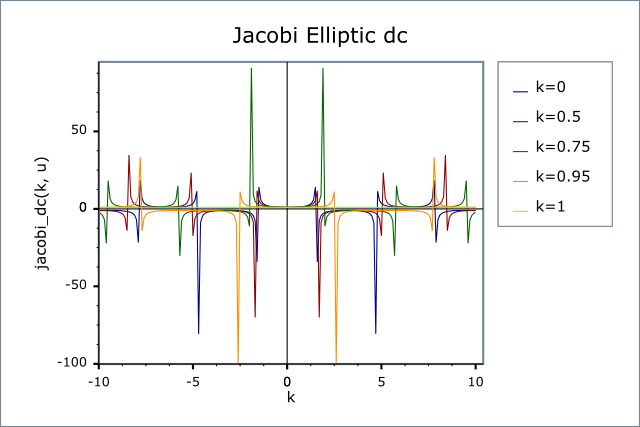 Jacobi Elliptic dc
jacobi_dc(k, u)
50
0
-50
-100
-10
-5
0
5
10
k
k=0
k=0.5
k=0.75
k=0.95
k=1